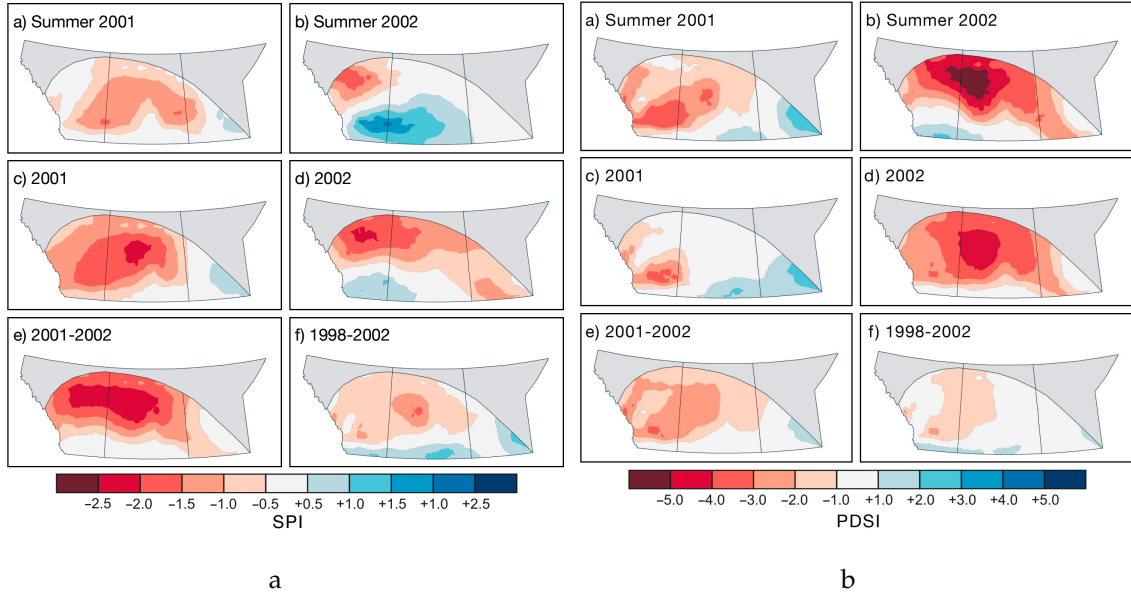 a) Summer 2001
b) Summer 2002
c) 2001
d) 2002
e) 2001-2002
f) 1998-2002
−2.5 −2.0 −1.5 −1.0 −0.5 +0.5 +1.0 +1.5 +1.0 +2.5
SPI
a
a) Summer 2001
b) Summer 2002
c) 2001
d) 2002
e) 2001-2002
f) 1998-2002
−5.0 −4.0 −3.0 −2.0 −1.0 +1.0 +2.0 +3.0 +4.0 +5.0
PDSI
b